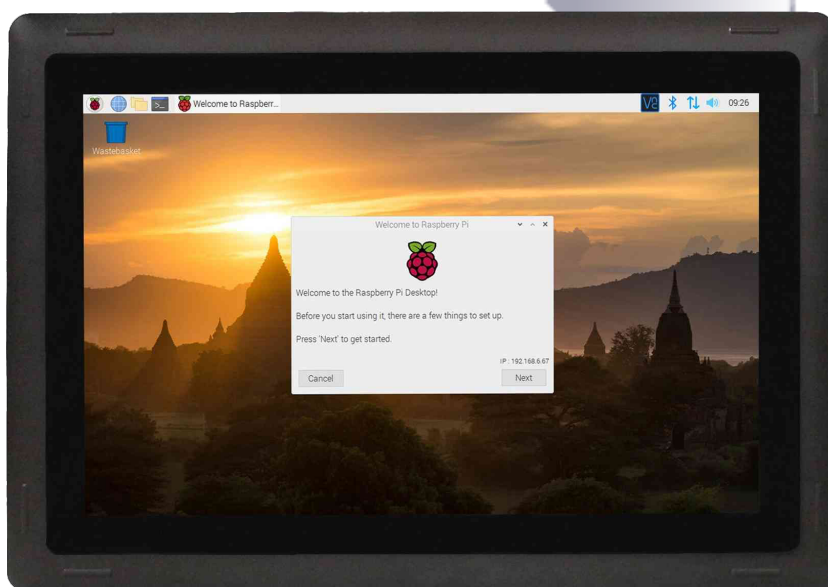 Welcome to Raspberr...
V2
09:26
Wastebasket
Welcome to Raspberry Pi
Welcome to the Raspberry Pi Desktop!
Before you start using it, there are a few things to set up.
Press 'Next' to get started.
IP : 192.168.6.67
Cancel
Next